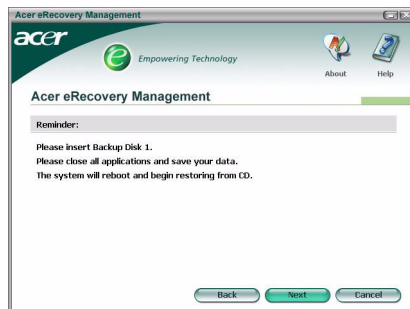 Acer eRecovery Management
acer
e
Empowering Technology
About
Help
Acer eRecovery Management
Reminder:
Please insert Backup Disk 1.
Please close all applications and save your data.
The system will reboot and begin restoring from CD.
Back
Next
Cancel